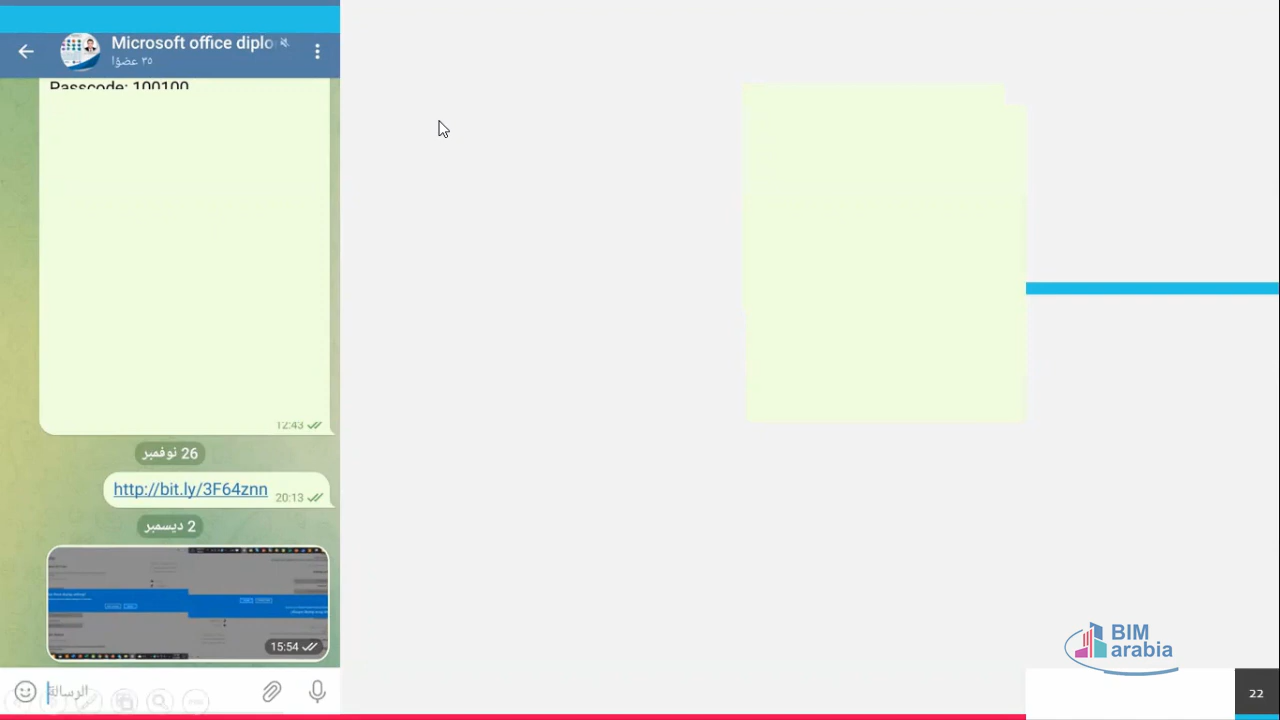 Microsoft office diplo
٣٥ عضوًا
Passcode: 100100
12:43
26 نوفمبر
http://bit.ly/3F64znn 20:13
2 ديسمبر
15:54
الرسالة
BIM
arabia
22